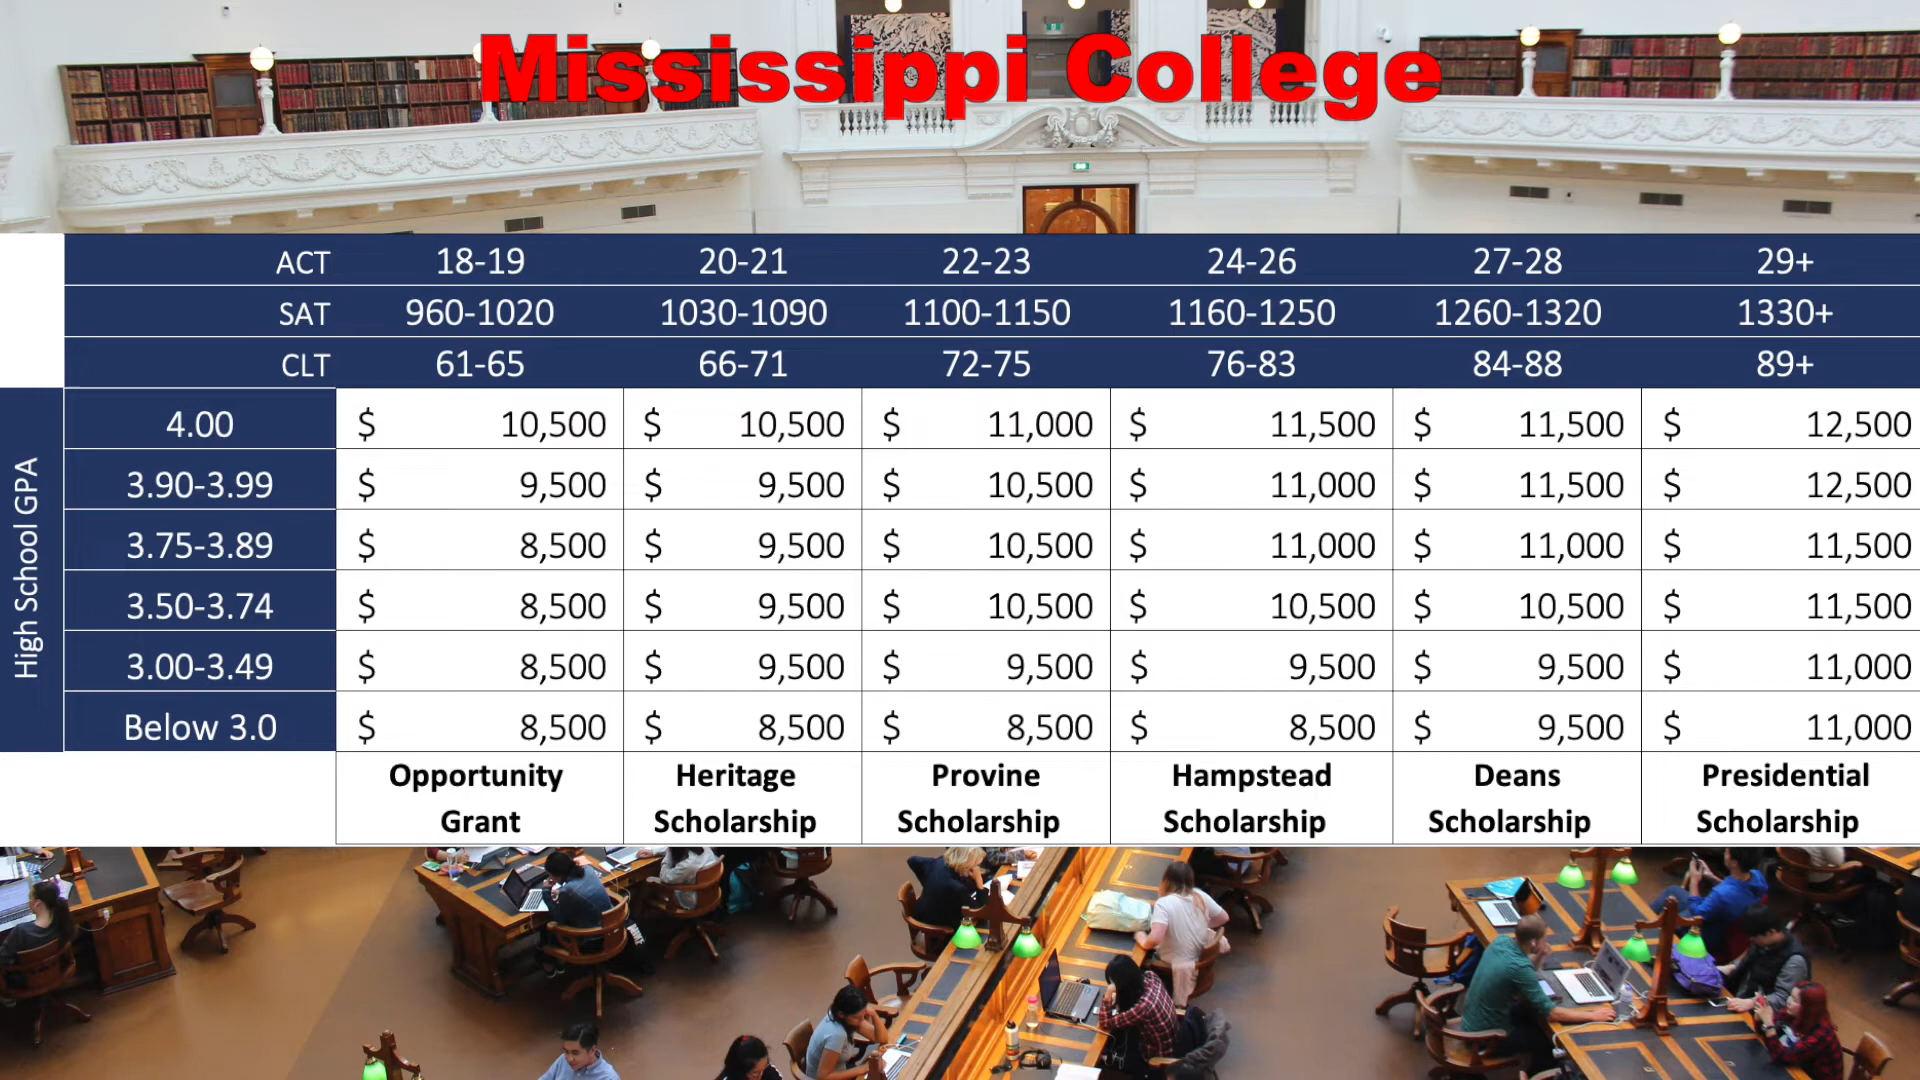 Mississippi College
ACT 18-19 20-21 22-23 24-26 27-28 29+
SAT 960-1020 1030-1090 1100-1150 1160-1250 1260-1320 1330+
CLT 61-65 66-71 72-75 76-83 84-88 89+
High School GPA
4.00 $ 10,500 $ 10,500 $ 11,000 $ 11,500 $ 11,500 $ 12,500
3.90-3.99 $ 9,500 $ 9,500 $ 10,500 $ 11,000 $ 11,500 $ 12,500
3.75-3.89 $ 8,500 $ 9,500 $ 10,500 $ 11,000 $ 11,000 $ 11,500
3.50-3.74 $ 8,500 $ 9,500 $ 10,500 $ 10,500 $ 10,500 $ 11,500
3.00-3.49 $ 8,500 $ 9,500 $ 9,500 $ 9,500 $ 9,500 $ 11,000
Below 3.0 $ 8,500 $ 8,500 $ 8,500 $ 8,500 $ 9,500 $ 11,000
Opportunity Heritage Provine Hampstead Deans Presidential
Grant Scholarship Scholarship Scholarship Scholarship Scholarship